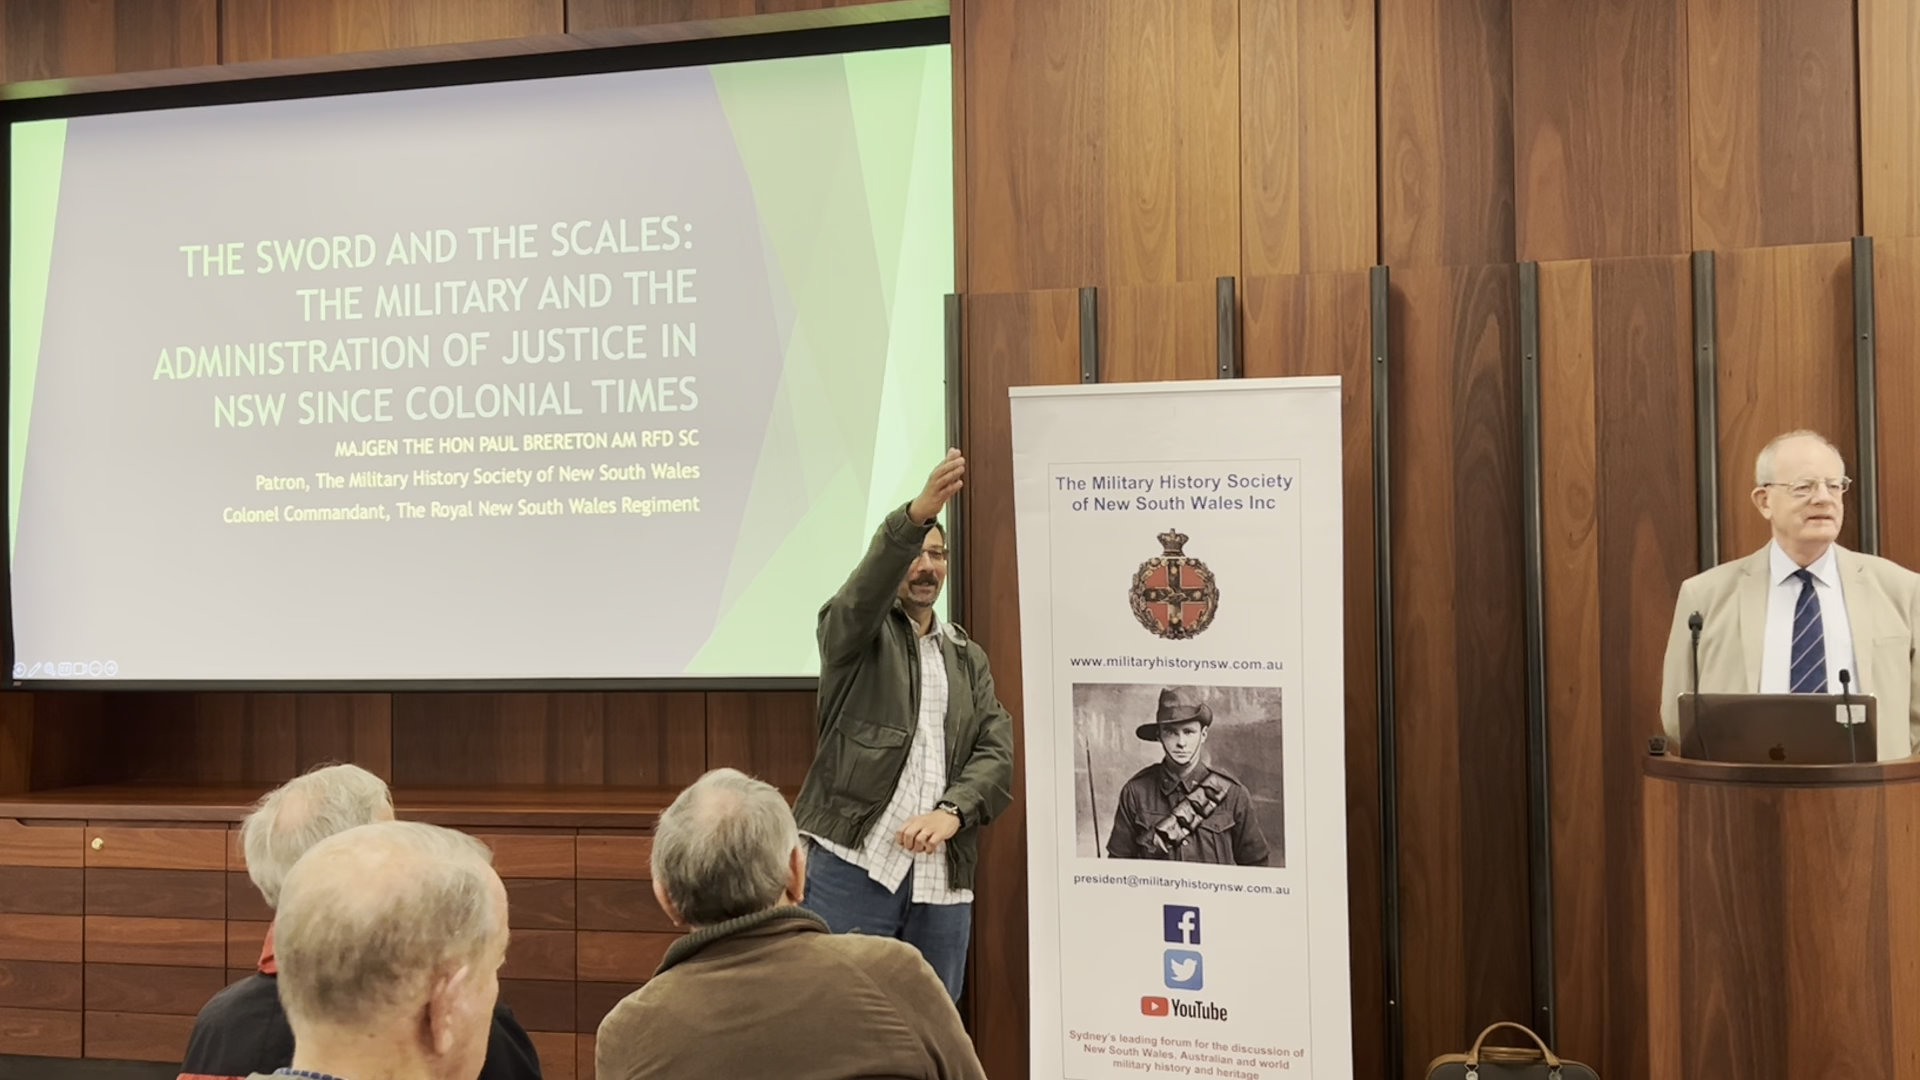 THE SWORD AND THE SCALES:
THE MILITARY AND THE
ADMINISTRATION OF JUSTICE IN
NSW SINCE COLONIAL TIMES
MAJGEN THE HON PAUL BRERETON AM RFD SC
Patron, The Military History Society of New South Wales
Colonel Commandant, The Royal New South Wales Regiment
The Military History Society
of New South Wales Inc
www.militaryhistorynsw.com.au
president@militaryhistorynsw.com.au
YouTube
Sydney's leading forum for the discussion of
New South Wales, Australian and world
military history and heritage